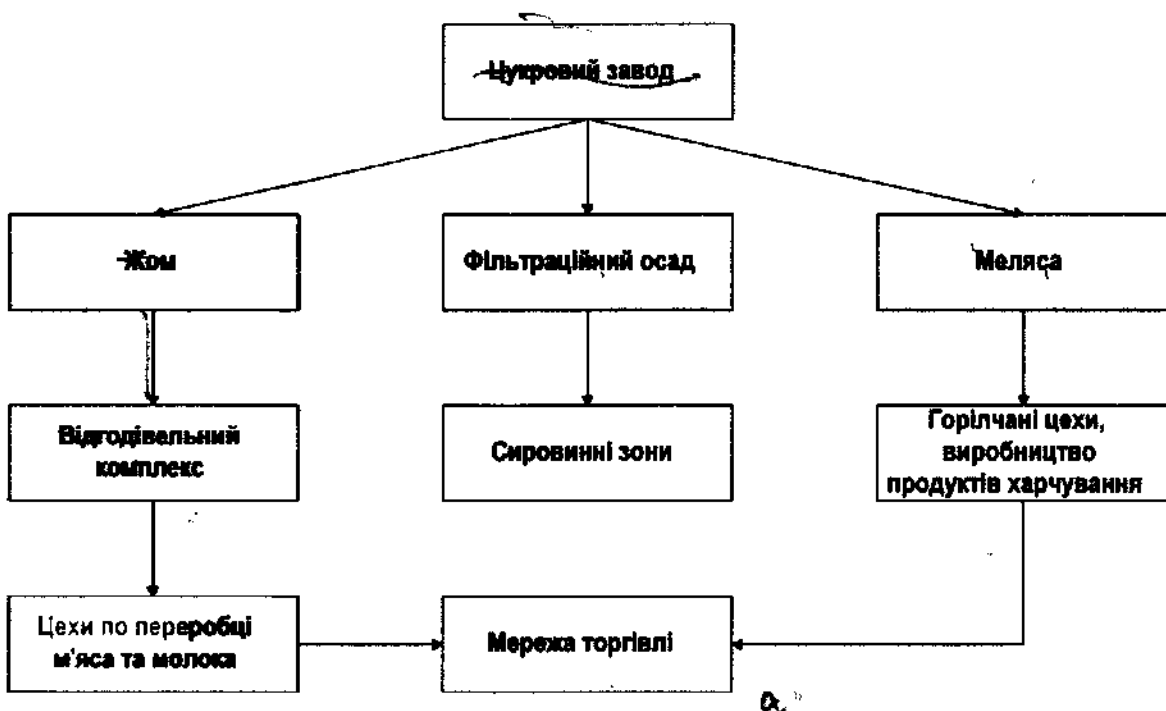 Цукровий завод
Жом
Фільтраційний осад
Меляса
Відгодівельний
комплекс
Сировинні зони
Горілчані цехи,
виробництво
продуктів харчування
Цехи по переробці
м'яса та молока
Мережа торгівлі